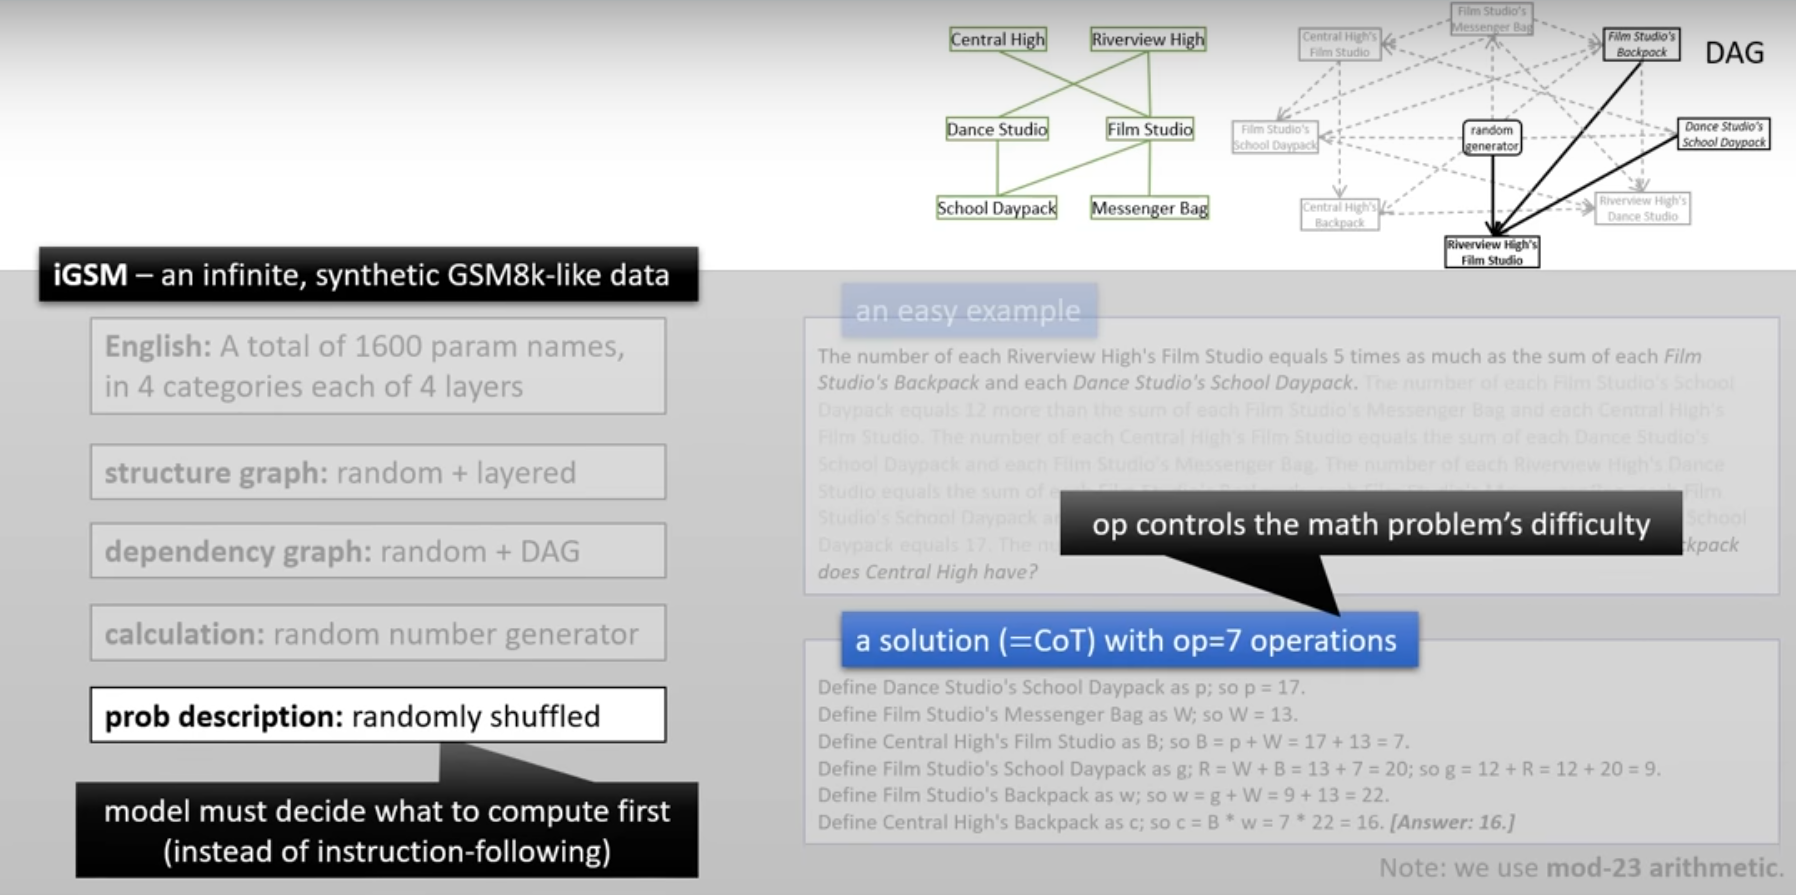 Central High
Riverview High
Dance Studio
Film Studio
School Daypack
Messenger Bag
Film Studio's
Messenger Bag
Central High's
Film Studio
Film Studio's
Backpack
DAG
Film Studio's
School Daypack
random
generator
Dance Studio's
School Daypack
Central High's
Backpack
Riverview High's
Dance Studio
Riverview High's
Film Studio
iGSM – an infinite, synthetic GSM8k-like data
English: A total of 1600 param names,
in 4 categories each of 4 layers
structure graph: random + layered
dependency graph: random + DAG
calculation: random number generator
prob description: randomly shuffled
model must decide what to compute first
(instead of instruction-following)
an easy example
The number of each Riverview High's Film Studio equals 5 times as much as the sum of each Film
Studio's Backpack and each Dance Studio's School Daypack. The number of each Film Studio's School
Daypack equals 12 more than the sum of each Film Studio's Messenger Bag and each Central High's
Film Studio. The number of each Central High's Film Studio equals the sum of each Dance Studio's
School Daypack and each Film Studio's Messenger Bag. The number of each Riverview High's Dance
Studio equals the sum of Film
Studio's School Daypack School
Daypack equals 17. The kpack
does Central High have?
op controls the math problem's difficulty
a solution (=CoT) with op=7 operations
Define Dance Studio's School Daypack as p; so p = 17.
Define Film Studio's Messenger Bag as W; so W = 13.
Define Central High's Film Studio as B; so B = p + W = 17 + 13 = 7.
Define Film Studio's School Daypack as g; R = W + B = 13 + 7 = 20; so g = 12 + R = 12 + 20 = 9.
Define Film Studio's Backpack as w; so w = g + W = 9 + 13 = 22.
Define Central High's Backpack as c; so c = B * w = 7 * 22 = 16. [Answer: 16.]
Note: we use mod-23 arithmetic.